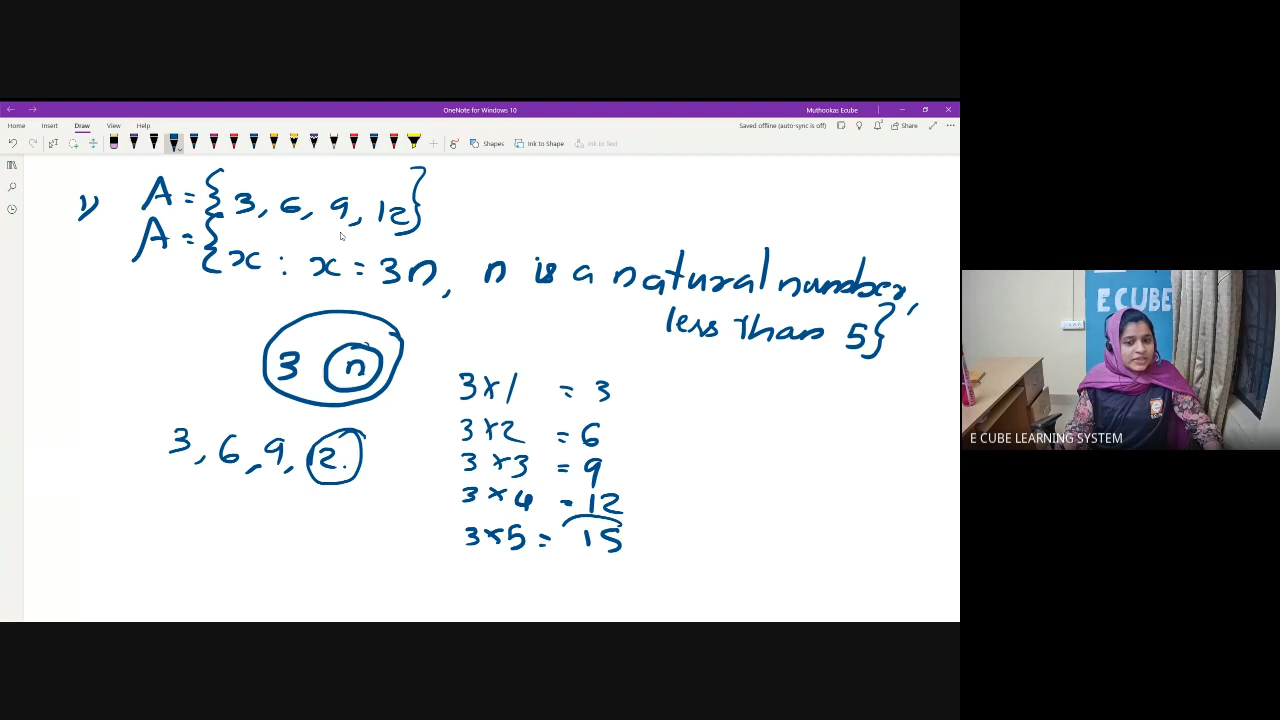 OneNote for Windows 10
Muthookas Ecube
Home Insert Draw View Help
Saved offline (auto-sync is off)
Share
Shapes
Ink to Shape
Ink to Text
1) A = {3, 6, 9, 12}
A = {x : x = 3n, n is a natural number,
less than 5}
3 n
3, 6, 9, 12.
3 × 1 = 3
3 × 2 = 6
3 × 3 = 9
3 × 4 = 12
3 × 5 = 15
E CUBE
E CUBE LEARNING SYSTEM